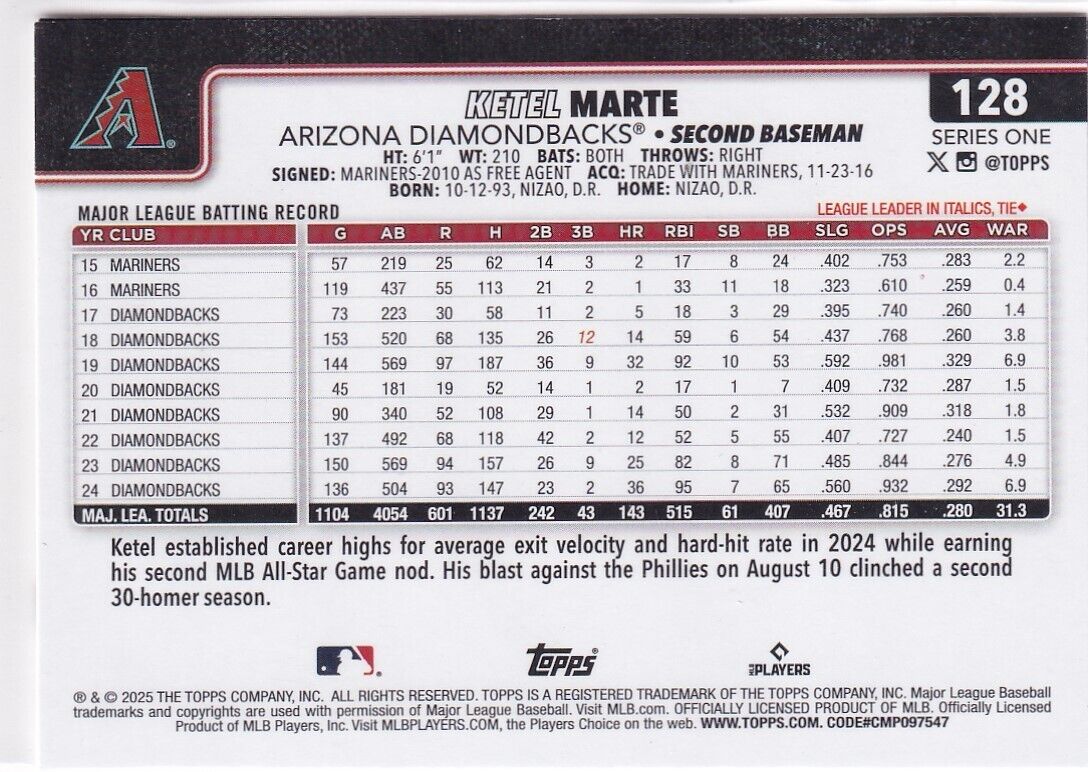 128
KETEL MARTE
SERIES ONE
ARIZONA DIAMONDBACKS® • SECOND BASEMAN
@TOPPS
HT: 6'1" WT: 210 BATS: BOTH THROWS: RIGHT
SIGNED: MARINERS-2010 AS FREE AGENT ACQ: TRADE WITH MARINERS, 11-23-16
BORN: 10-12-93, NIZAO, D.R. HOME: NIZAO, D.R.
MAJOR LEAGUE BATTING RECORD LEAGUE LEADER IN ITALICS, TIE♦
YR CLUB G AB R H 2B 3B HR RBI SB BB SLG OPS AVG WAR
15 MARINERS 57 219 25 62 14 3 2 17 8 24 .402 .753 .283 2.2
16 MARINERS 119 437 55 113 21 2 1 33 11 18 .323 .610 .259 0.4
17 DIAMONDBACKS 73 223 30 58 11 2 5 18 3 29 .395 .740 .260 1.4
18 DIAMONDBACKS 153 520 68 135 26 12 14 59 6 54 .437 .768 .260 3.8
19 DIAMONDBACKS 144 569 97 187 36 9 32 92 10 53 .592 .981 .329 6.9
20 DIAMONDBACKS 45 181 19 52 14 1 2 17 1 7 .409 .732 .287 1.5
21 DIAMONDBACKS 90 340 52 108 29 1 14 50 2 31 .532 .909 .318 1.8
22 DIAMONDBACKS 137 492 68 118 42 2 12 52 5 55 .407 .727 .240 1.5
23 DIAMONDBACKS 150 569 94 157 26 9 25 82 8 71 .485 .844 .276 4.9
24 DIAMONDBACKS 136 504 93 147 23 2 36 95 7 65 .560 .932 .292 6.9
MAJ. LEA. TOTALS 1104 4054 601 1137 242 43 143 515 61 407 .467 .815 .280 31.3
Ketel established career highs for average exit velocity and hard-hit rate in 2024 while earning
his second MLB All-Star Game nod. His blast against the Phillies on August 10 clinched a second
30-homer season.
Topps®
MLB PLAYERS
® & © 2025 THE TOPPS COMPANY, INC. ALL RIGHTS RESERVED. TOPPS IS A REGISTERED TRADEMARK OF THE TOPPS COMPANY, INC. Major League Baseball
trademarks and copyrights are used with permission of Major League Baseball. Visit MLB.com. OFFICIALLY LICENSED PRODUCT OF MLB. Officially Licensed
Product of MLB Players, Inc. Visit MLBPLAYERS.COM, the Players Choice on the web. WWW.TOPPS.COM. CODE#CMP097547